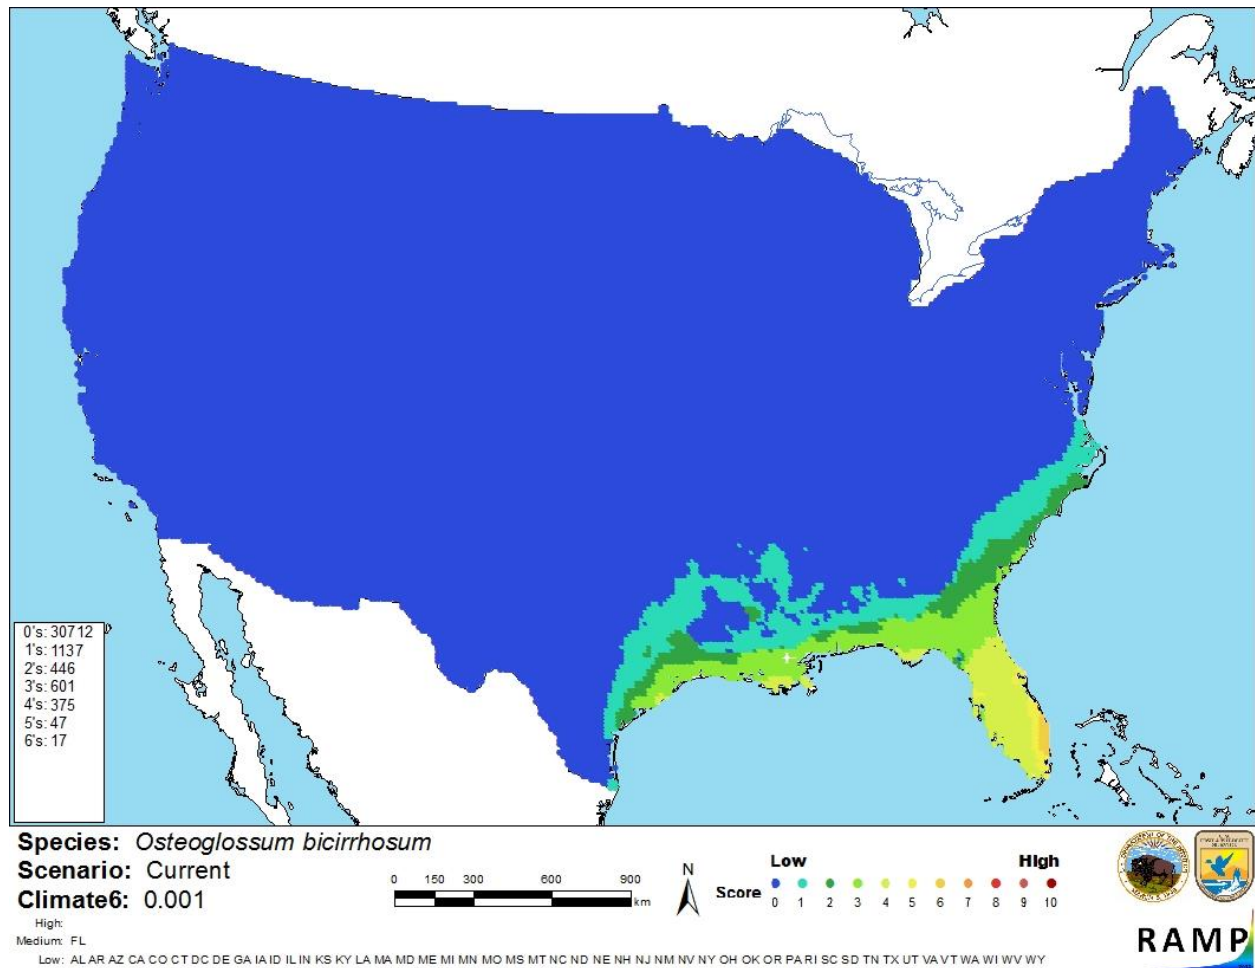 0's: 30712
1's: 1137
2's: 446
3's: 601
4's: 375
5's: 47
6's: 17
Species: Osteoglossum bicirrhosum
Scenario: Current
Climate6: 0.001
High:
Medium: FL
Low: AL AR AZ CA CO CT DC DE GA IA ID IL IN KS KY LA MA MD ME MI MN MO MS MT NC ND NE NH NJ NM NV NY OH OK OR PA RI SC SD TN TX UT VA VT WA WI WV WY
0 150 300 600 900
km
N
Low High
Score 0 1 2 3 4 5 6 7 8 9 10
RAMP